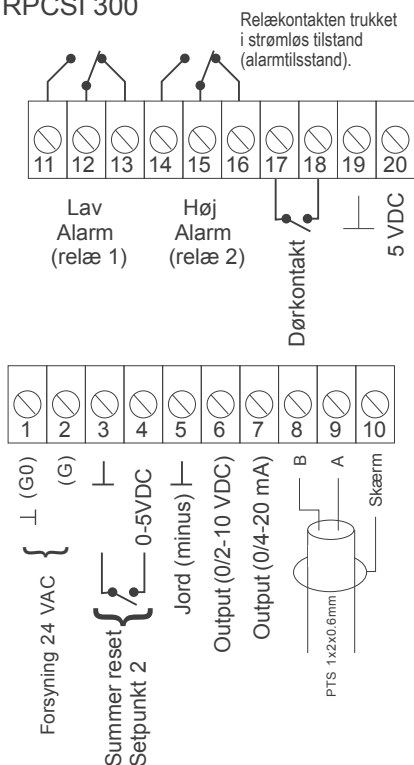 RPCSI 300
Relækontakten trukket
i strømløs tilstand
(alarmtilsstand).
11 12 13 14 15 16 17 18 19 20
Lav
Alarm
(relæ 1)
Høj
Alarm
(relæ 2)
Dørkontakt
5 VDC
1 2 3 4 5 6 7 8 9 10
(G0)
(G)
Forsyning 24 VAC
0-5VDC
Summer reset
Setpunkt 2
Jord (minus)
Output (0/2-10 VDC)
Output (0/4-20 mA)
B
A
Skærm
PTS 1x2x0.6mm